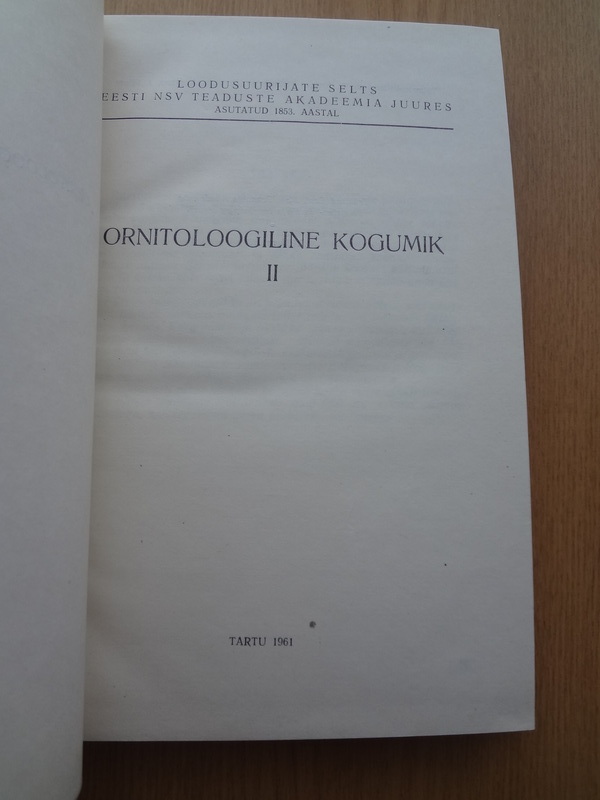 LOODUSUURIJATE SELTS
EESTI NSV TEADUSTE AKADEEMIA JUURES
ASUTATUD 1853. AASTAL
ORNITOLOOGILINE KOGUMIK
II
TARTU 1961